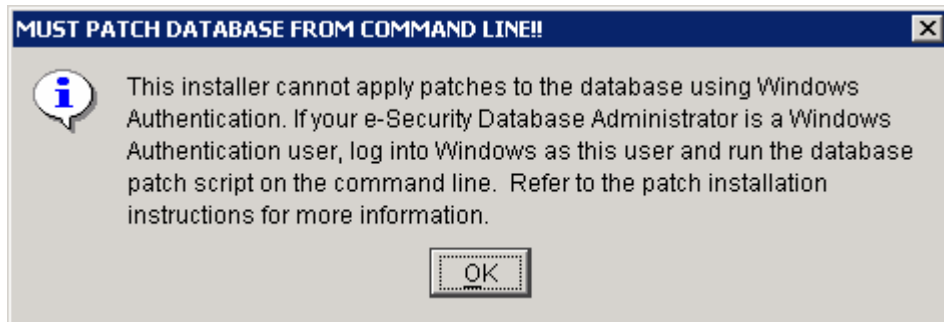 MUST PATCH DATABASE FROM COMMAND LINE!!
This installer cannot apply patches to the database using Windows
Authentication. If your e-Security Database Administrator is a Windows
Authentication user, log into Windows as this user and run the database
patch script on the command line.  Refer to the patch installation
instructions for more information.
OK